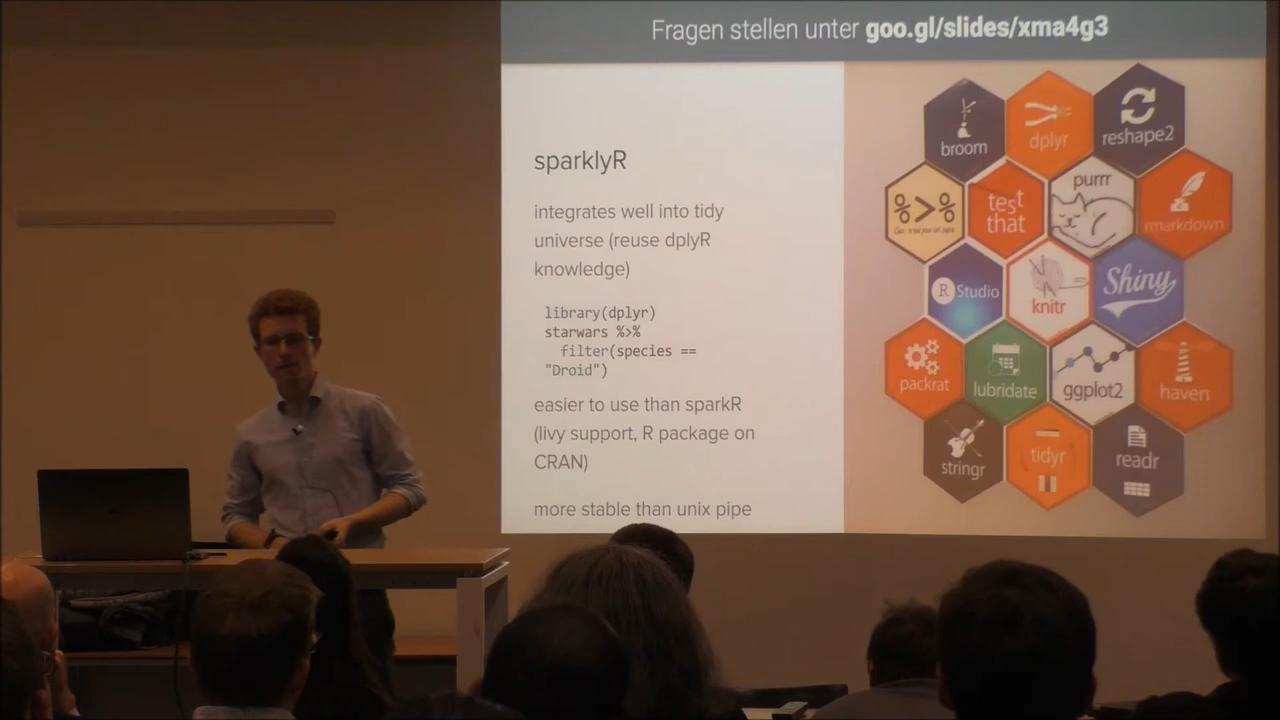 Fragen stellen unter goo.gl/slides/xma4g3
sparklyR
integrates well into tidy
universe (reuse dplyR
knowledge)
library(dplyr)
starwars %>%
filter(species ==
"Droid")
easier to use than sparkR
(livy support, R package on
CRAN)
more stable than unix pipe
broom
dplyr
reshape2
%>%
test
that
purrr
rmarkdown
R Studio
knitr
Shiny
packrat
lubridate
ggplot2
haven
stringr
tidyr
readr